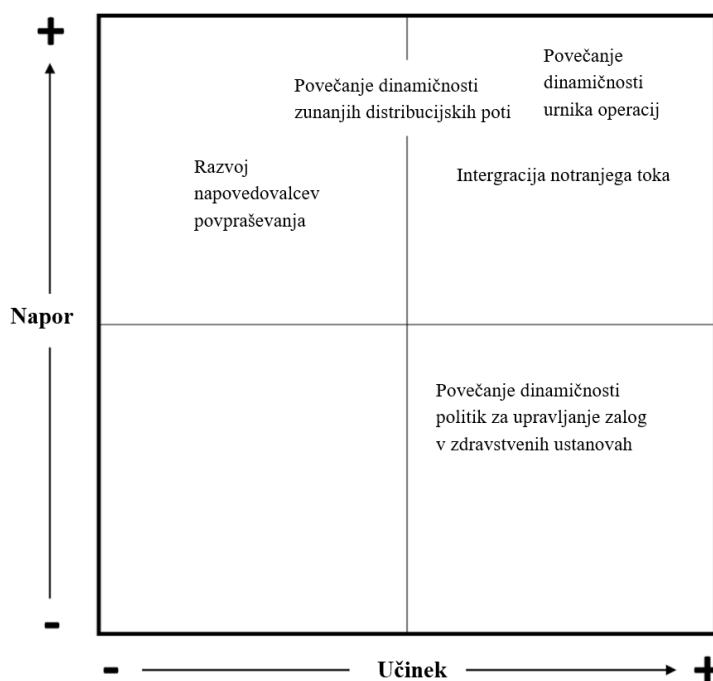 +
Povečanje
dinamičnosti
urnika operacij
Povečanje dinamičnosti
zunanjih distribucijskih poti
Razvoj
napovedovalcev
povpraševanja
Intergracija notranjega toka
Napor
Povečanje dinamičnosti
politik za upravljanje zalog
v zdravstvenih ustanovah
-
- Učinek +